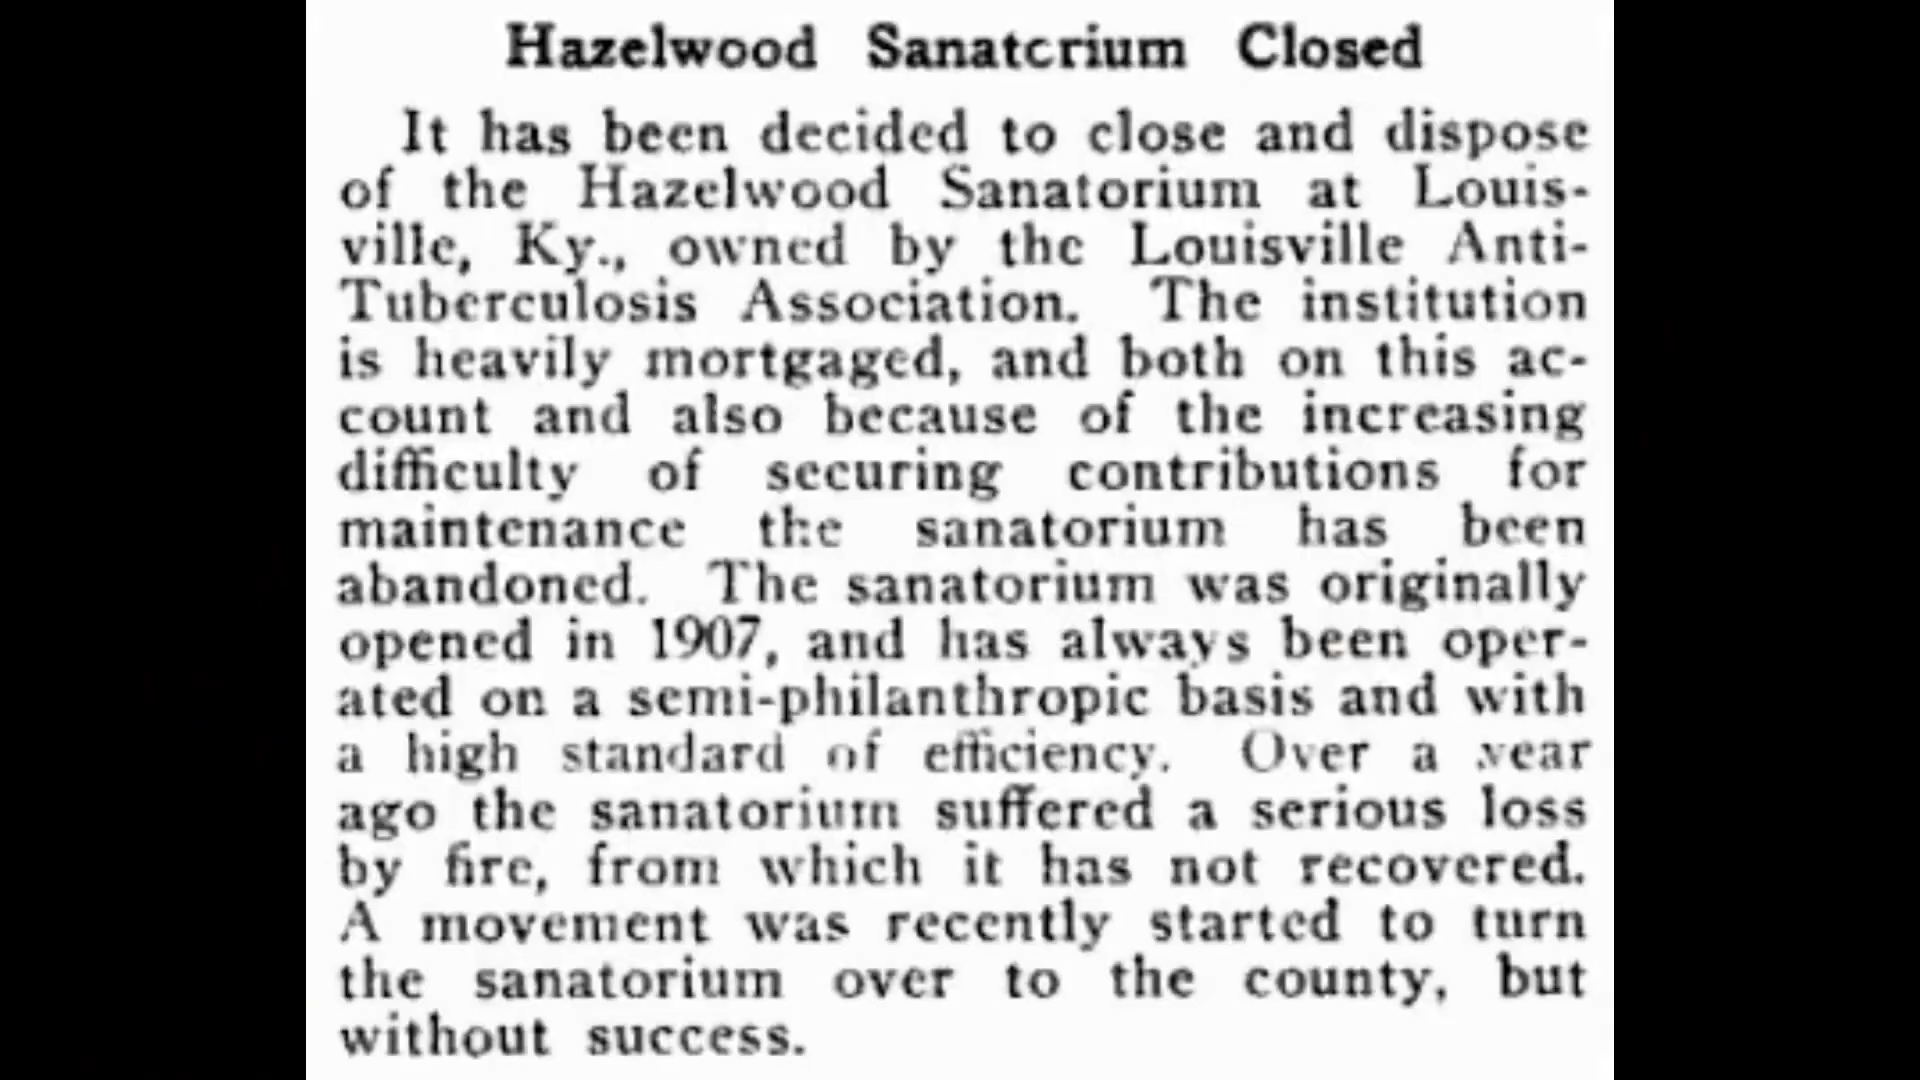 Hazelwood Sanatorium Closed
It has been decided to close and dispose
of the Hazelwood Sanatorium at Louis-
ville, Ky., owned by the Louisville Anti-
Tuberculosis Association. The institution
is heavily mortgaged, and both on this ac-
count and also because of the increasing
difficulty of securing contributions for
maintenance the sanatorium has been
abandoned. The sanatorium was originally
opened in 1907, and has always been oper-
ated on a semi-philanthropic basis and with
a high standard of efficiency. Over a year
ago the sanatorium suffered a serious loss
by fire, from which it has not recovered.
A movement was recently started to turn
the sanatorium over to the county, but
without success.